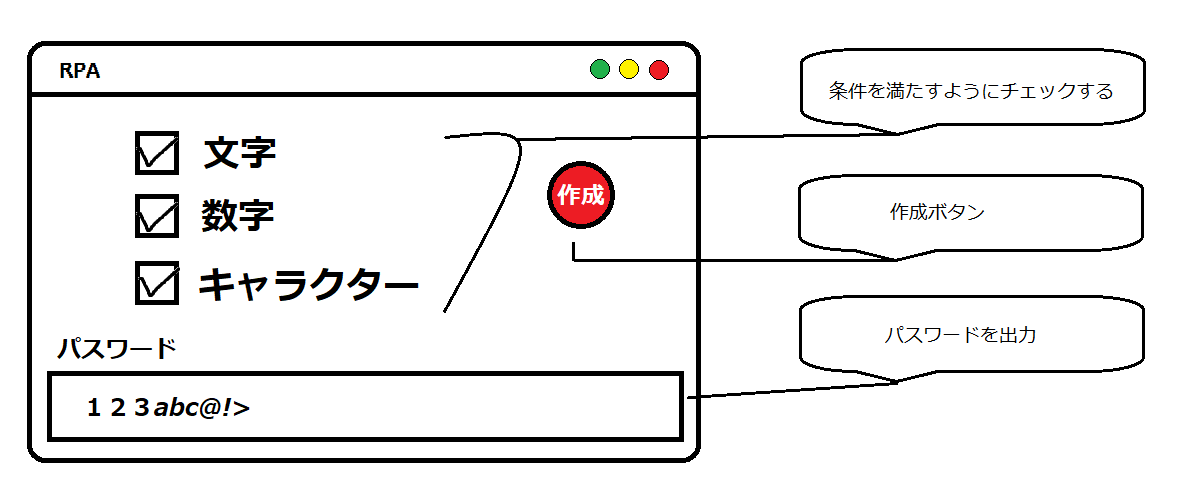 RPA
条件を満たすようにチェックする
文字
作成
数字
作成ボタン
キャラクター
パスワード
パスワードを出力
１２３abc@!>